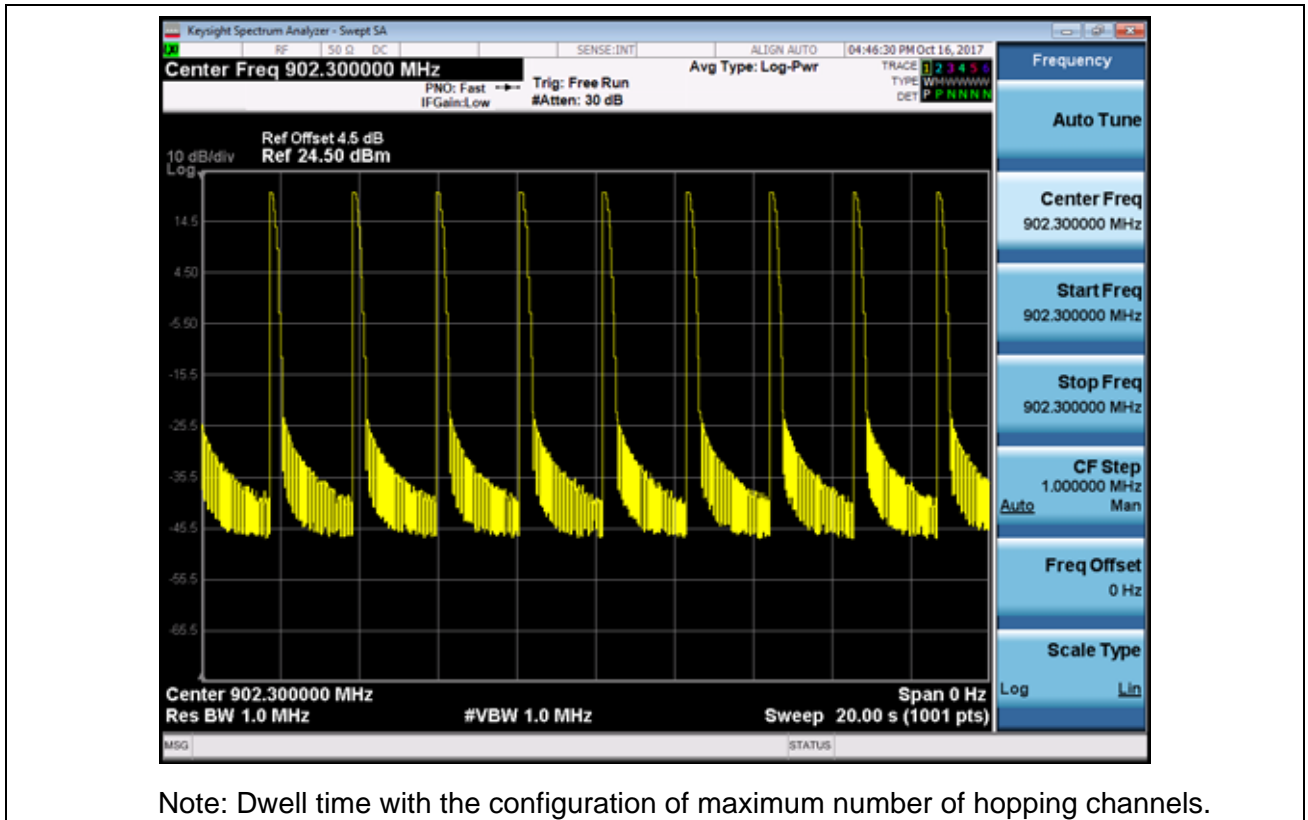 Keysight Spectrum Analyzer - Swept SA
LXI RF 50 Ω DC SENSE:INT ALIGN AUTO 04:46:30 PM Oct 16, 2017
Center Freq 902.300000 MHz
PNO: Fast
IFGain:Low
Trig: Free Run
#Atten: 30 dB
Avg Type: Log-Pwr
TRACE 1 2 3 4 5 6
TYPE WMWWWW
DET P P N N N N
Ref Offset 4.5 dB
10 dB/div Ref 24.50 dBm
Log
14.5
4.50
-5.50
-15.5
-25.5
-35.5
-45.5
-55.5
-65.5
Center 902.300000 MHz Span 0 Hz
Res BW 1.0 MHz #VBW 1.0 MHz Sweep 20.00 s (1001 pts)
MSG STATUS
Frequency
Auto Tune
Center Freq
902.300000 MHz
Start Freq
902.300000 MHz
Stop Freq
902.300000 MHz
CF Step
1.000000 MHz
Auto Man
Freq Offset
0 Hz
Scale Type
Log Lin
Note: Dwell time with the configuration of maximum number of hopping channels.